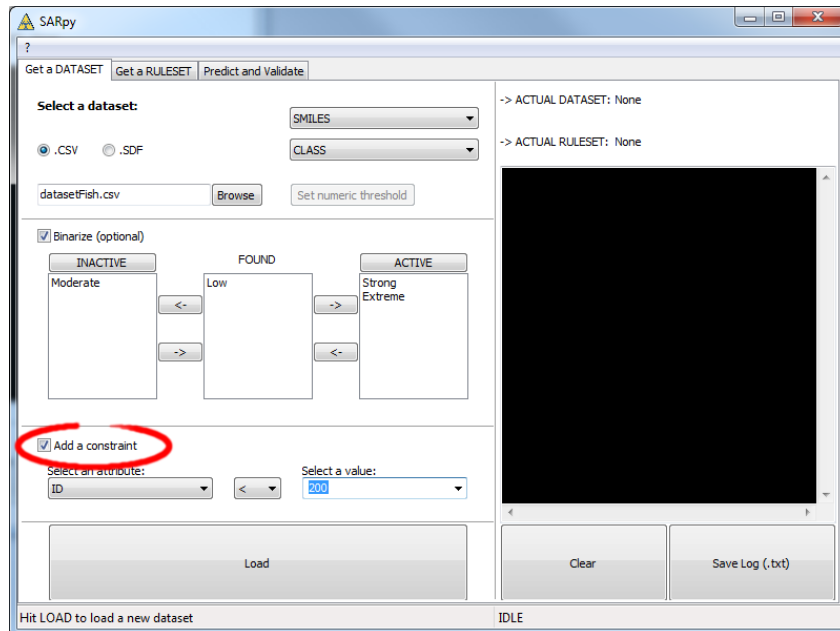 SARpy
?
Get a DATASET Get a RULESET Predict and Validate
Select a dataset:
SMILES
.CSV .SDF
CLASS
datasetFish.csv Browse Set numeric threshold
Binarize (optional)
INACTIVE FOUND ACTIVE
Moderate Low Strong
Extreme
<- ->
-> <-
Add a constraint
Select an attribute: Select a value:
ID < 200
Load
Hit LOAD to load a new dataset
-> ACTUAL DATASET: None
-> ACTUAL RULESET: None
Clear Save Log (.txt)
IDLE